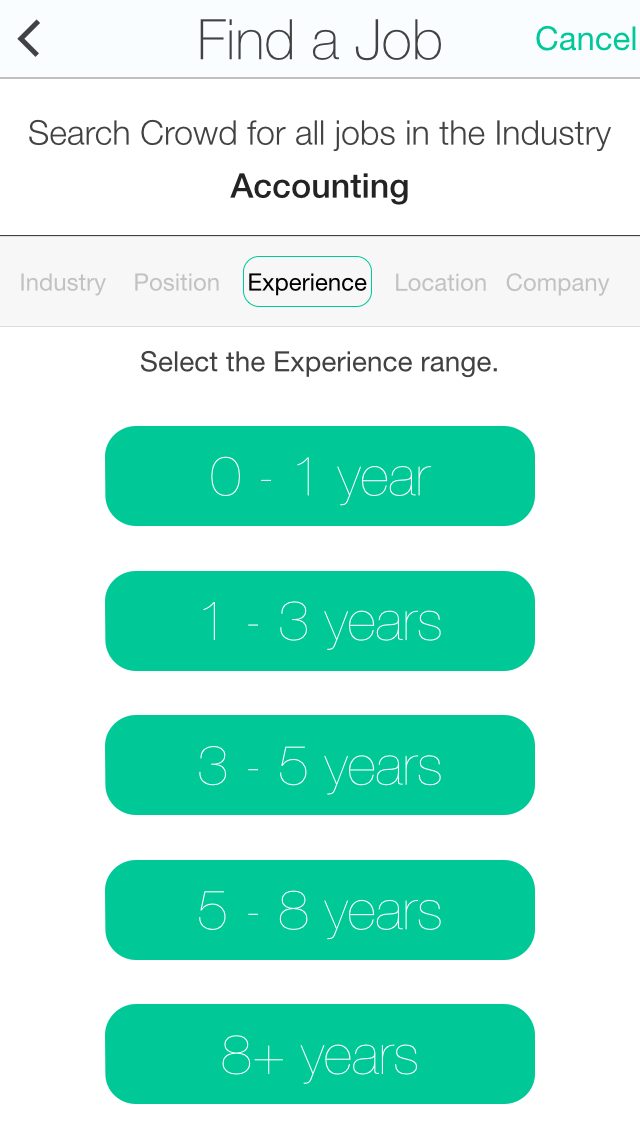 Find a Job
Cancel
Search Crowd for all jobs in the Industry
Accounting
Industry Position Experience Location Company
Select the Experience range.
0 - 1 year
1 - 3 years
3 - 5 years
5 - 8 years
8+ years